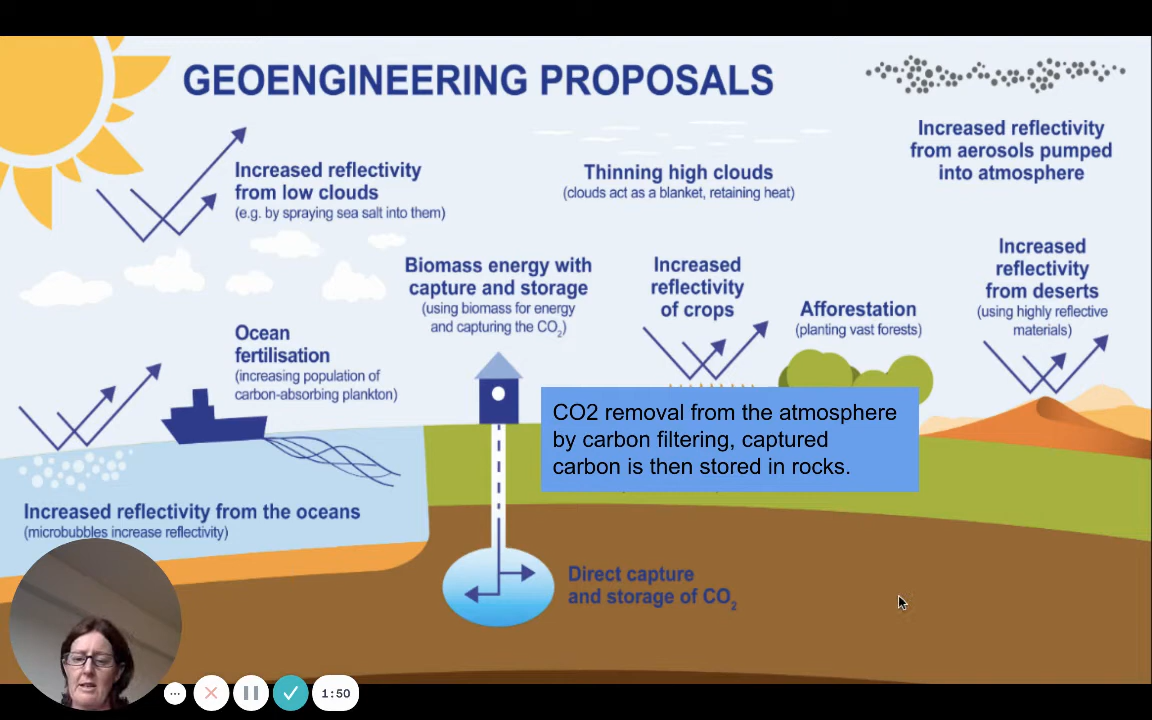 GEOENGINEERING PROPOSALS
Increased reflectivity
from aerosols pumped
into atmosphere
Increased reflectivity
from low clouds
(e.g. by spraying sea salt into them)
Thinning high clouds
(clouds act as a blanket, retaining heat)
Biomass energy with
capture and storage
(using biomass for energy
and capturing the CO₂)
Increased
reflectivity
of crops
Afforestation
(planting vast forests)
Increased
reflectivity
from deserts
(using highly reflective
materials)
Ocean
fertilisation
(increasing population of
carbon-absorbing plankton)
CO2 removal from the atmosphere
by carbon filtering, captured
carbon is then stored in rocks.
Increased reflectivity from the oceans
(microbubbles increase reflectivity)
Direct capture
and storage of CO₂
1:50